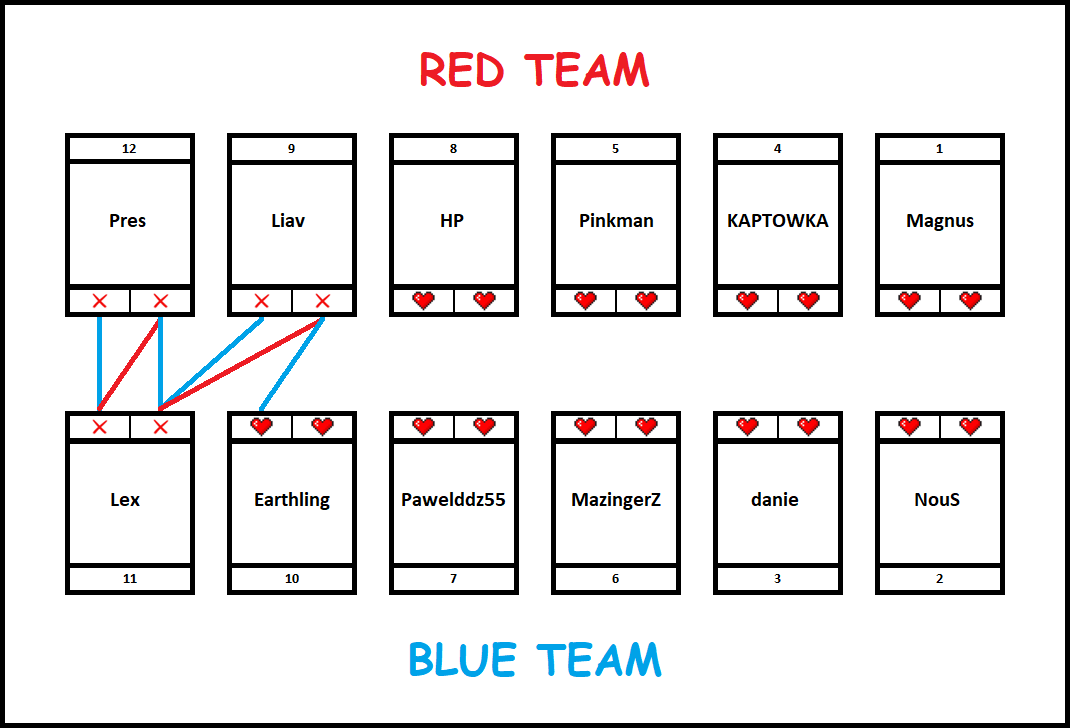 RED TEAM
12 9 8 5 4 1
Pres Liav HP Pinkman KAPTOWKA Magnus
Lex Earthling Pawelddz55 MazingerZ danie NouS
11 10 7 6 3 2
BLUE TEAM